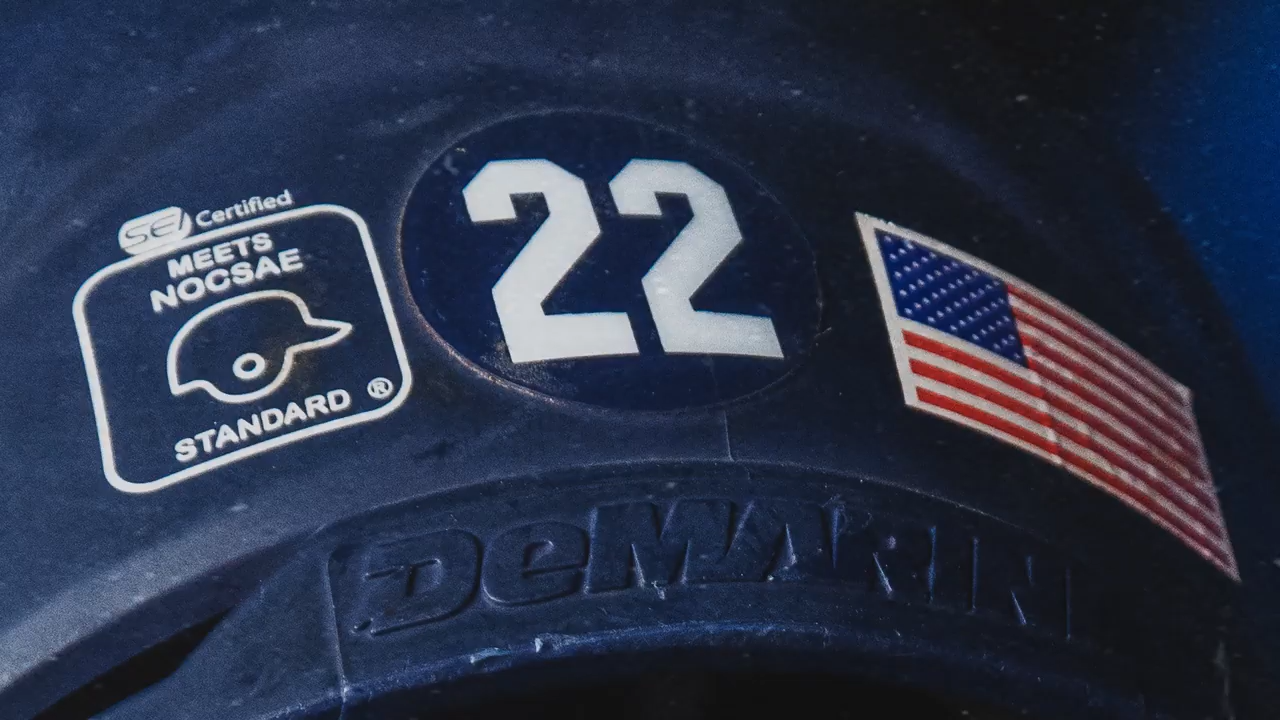 SEI Certified
MEETS
NOCSAE
STANDARD ®
22
DeMARINI